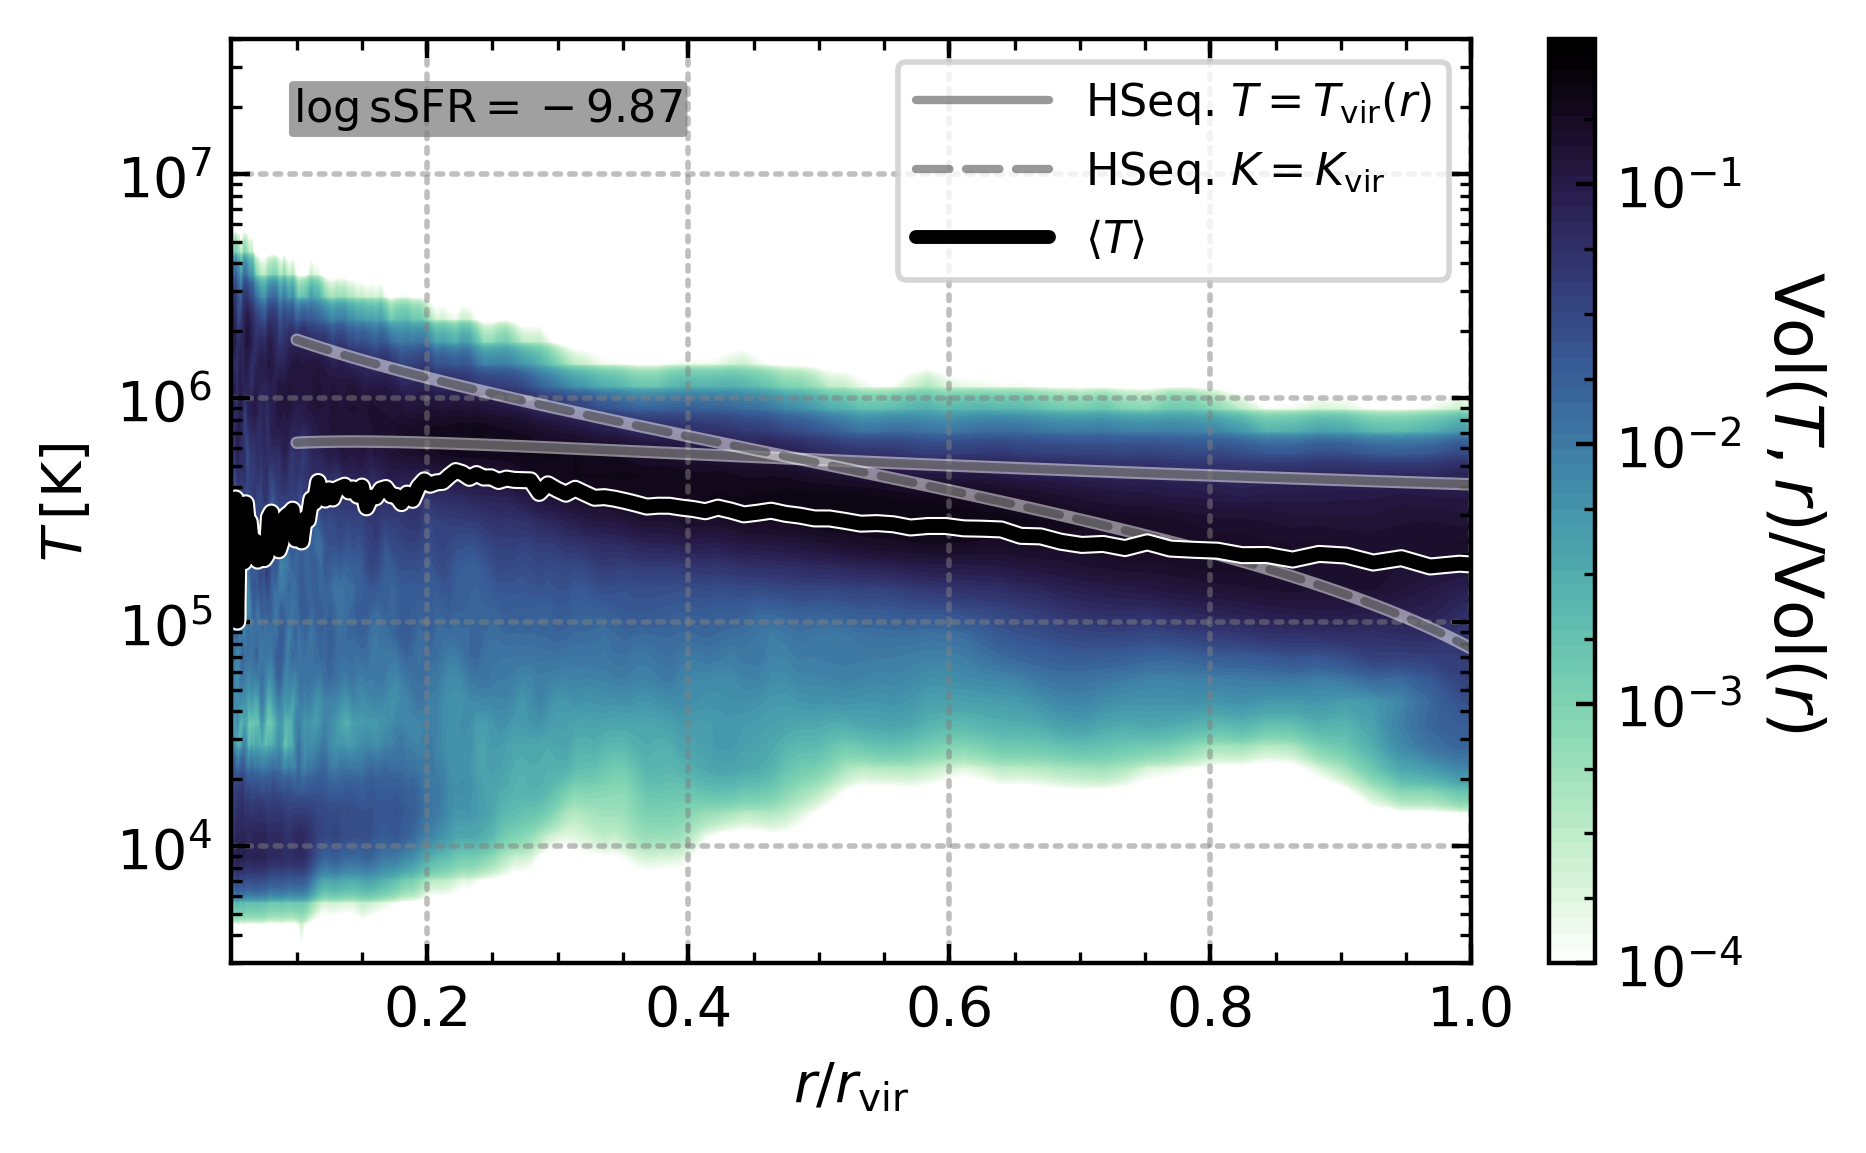 log sSFR = −9.87
HSeq. T = T_vir(r)
HSeq. K = K_vir
⟨T⟩
T [K]
10^7
10^6
10^5
10^4
0.2 0.4 0.6 0.8 1.0
r/r_vir
10^−1
10^−2
10^−3
10^−4
Vol(T, r)/Vol(r)